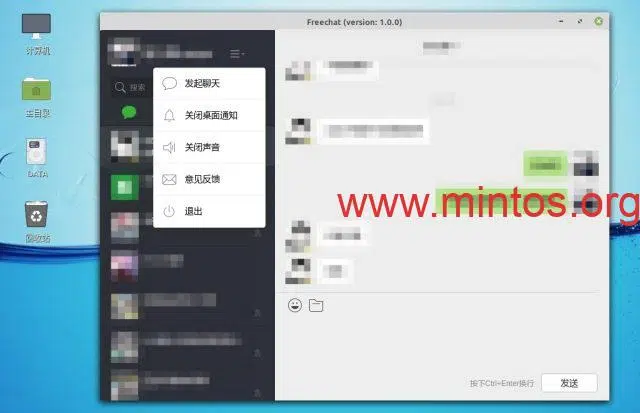 Freechat (version: 1.0.0)
计算机
主目录
DATA
回收站
搜索
发起聊天
关闭桌面通知
关闭声音
意见反馈
退出
www.mintos.org
按下Ctrl+Enter换行
发送